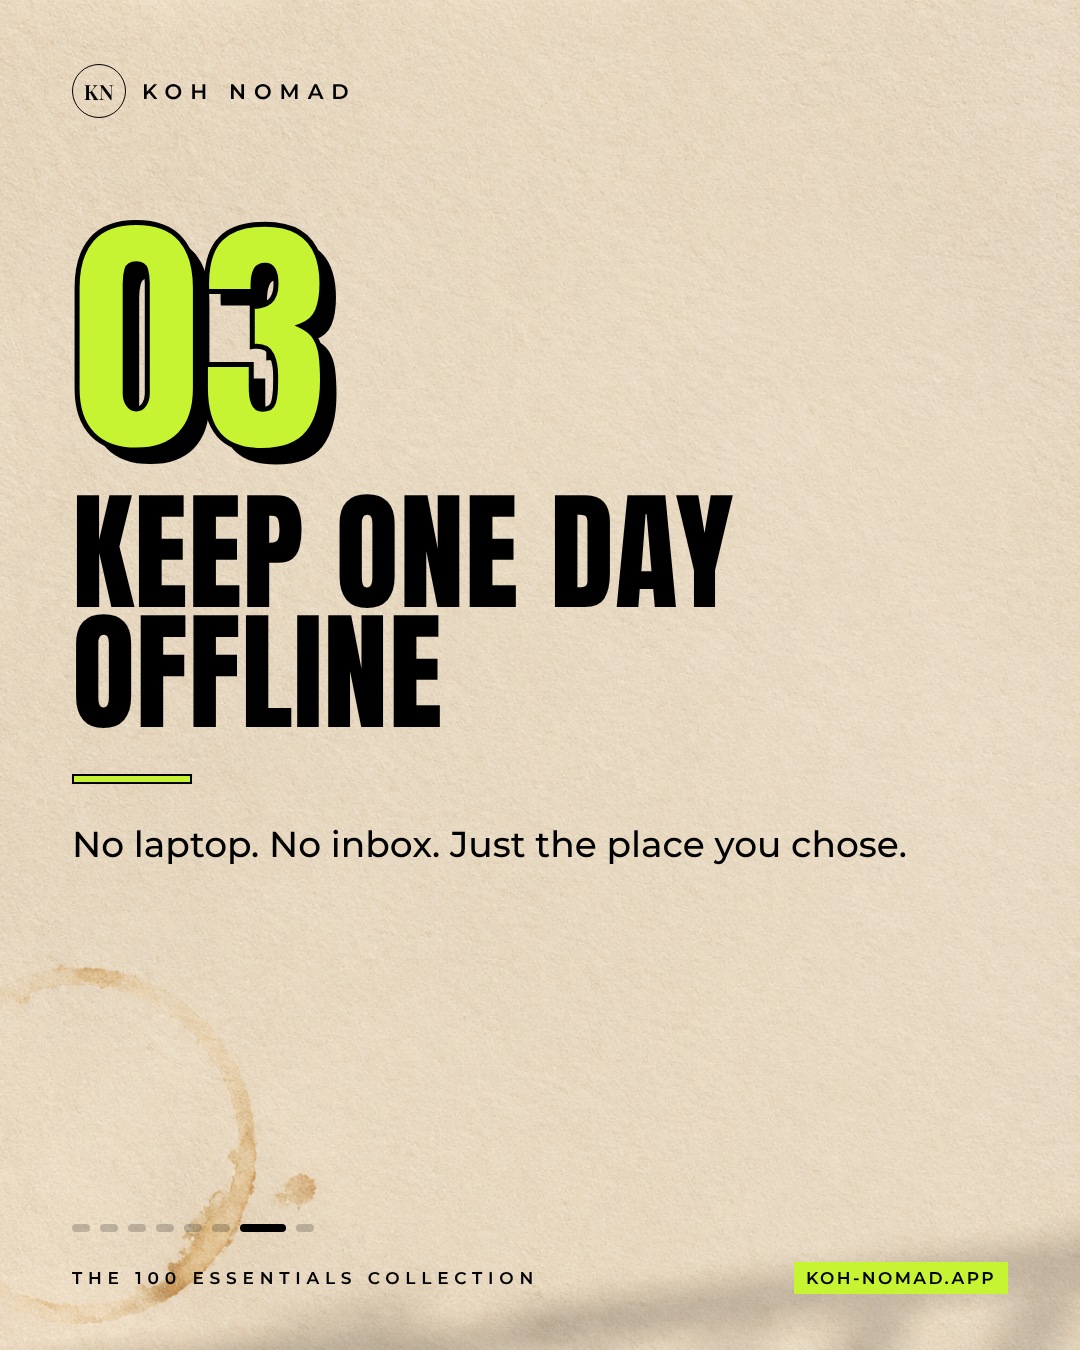 KN KOH NOMAD
03
KEEP ONE DAY
OFFLINE
No laptop. No inbox. Just the place you chose.
THE 100 ESSENTIALS COLLECTION
KOH-NOMAD.APP